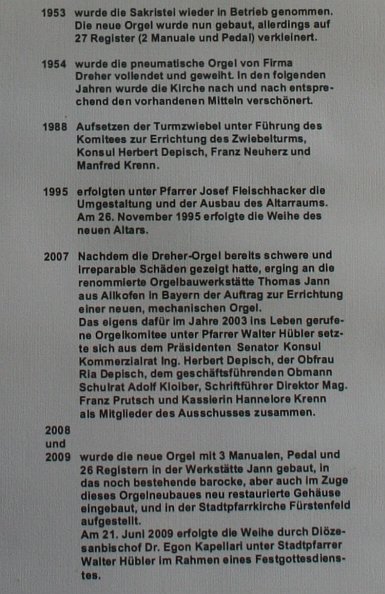 1953 wurde die Sakristei wieder in Betrieb genommen.
Die neue Orgel wurde nun gebaut, allerdings auf
27 Register (2 Manuale und Pedal) verkleinert.
1954 wurde die pneumatische Orgel von Firma
Dreher vollendet und geweiht. In den folgenden
Jahren wurde die Kirche nach und nach entspre-
chend den vorhandenen Mitteln verschönert.
1988 Aufsetzen der Turmzwiebel unter Führung des
Komitees zur Errichtung des Zwiebelturms,
Konsul Herbert Depisch, Franz Neuherz und
Manfred Krenn.
1995 erfolgten unter Pfarrer Josef Fleischhacker die
Umgestaltung und der Ausbau des Altarraums.
Am 26. November 1995 erfolgte die Weihe des
neuen Altars.
2007 Nachdem die Dreher-Orgel bereits schwere und
irreparable Schäden gezeigt hatte, erging an die
renommierte Orgelbauwerkstätte Thomas Jann
aus Allkofen in Bayern der Auftrag zur Errichtung
einer neuen, mechanischen Orgel.
Das eigens dafür im Jahre 2003 ins Leben gerufe-
ne Orgelkomitee unter Pfarrer Walter Hübler setz-
te sich aus dem Präsidenten Senator Konsul
Kommerzialrat Ing. Herbert Depisch, der Obfrau
Ria Depisch, dem geschäftsführenden Obmann
Schulrat Adolf Kloiber, Schriftführer Direktor Mag.
Franz Prutsch und Kassierin Hannelore Krenn
als Mitglieder des Ausschusses zusammen.
2008
und
2009 wurde die neue Orgel mit 3 Manualen, Pedal und
26 Registern in der Werkstätte Jann gebaut, in
das noch bestehende barocke, aber auch im Zuge
dieses Orgelneubaues neu restaurierte Gehäuse
eingebaut, und in der Stadtpfarrkirche Fürstenfeld
aufgestellt.
Am 21. Juni 2009 erfolgte die Weihe durch Diöze-
sanbischof Dr. Egon Kapellari unter Stadtpfarrer
Walter Hübler im Rahmen eines Festgottesdiens-
tes.